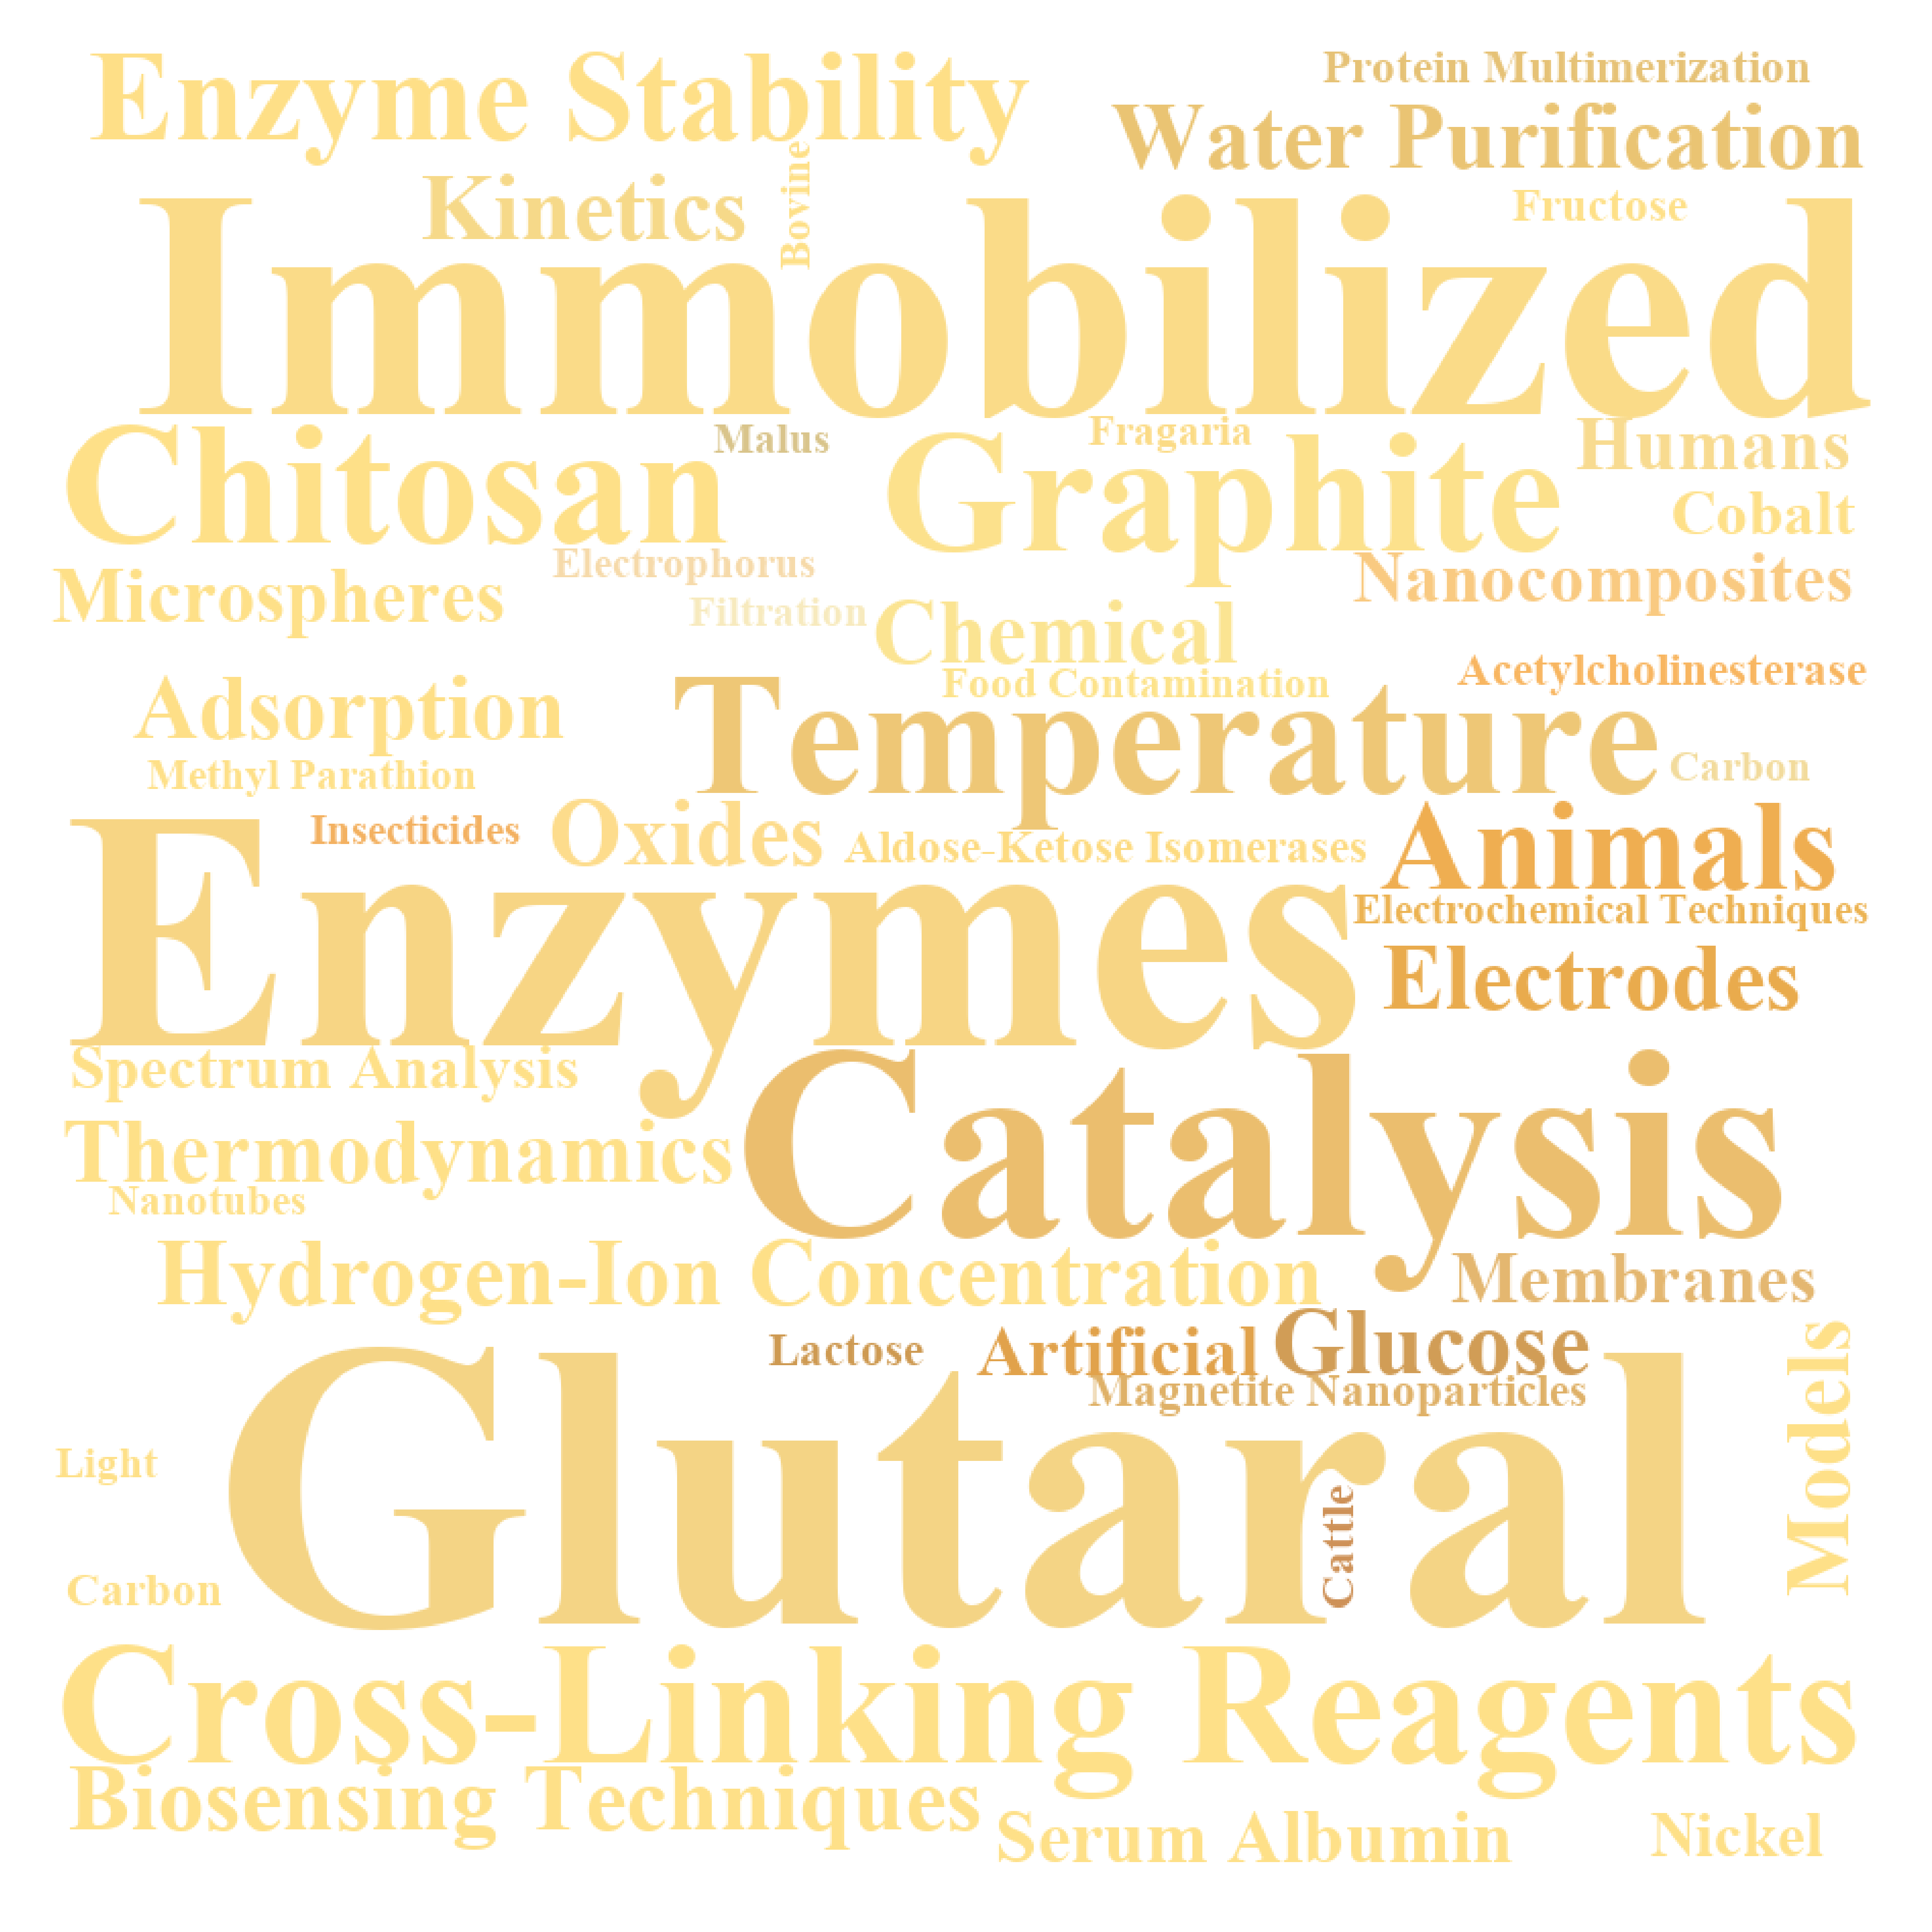 Enzyme Stability
Protein Multimerization
Water Purification
Kinetics
Bovine
Fructose
Immobilized
Chitosan
Malus
Graphite
Fragaria
Humans
Cobalt
Electrophorus
Microspheres
Nanocomposites
Filtration
Chemical
Food Contamination
Acetylcholinesterase
Adsorption
Temperature
Carbon
Methyl Parathion
Insecticides
Oxides
Aldose-Ketose Isomerases
Animals
Enzymes
Electrochemical Techniques
Electrodes
Spectrum Analysis
Catalysis
Thermodynamics
Nanotubes
Hydrogen-Ion Concentration
Membranes
Lactose
Artificial
Glucose
Magnetite Nanoparticles
Models
Glutaral
Light
Cattle
Carbon
Cross-Linking Reagents
Biosensing Techniques
Serum Albumin
Nickel